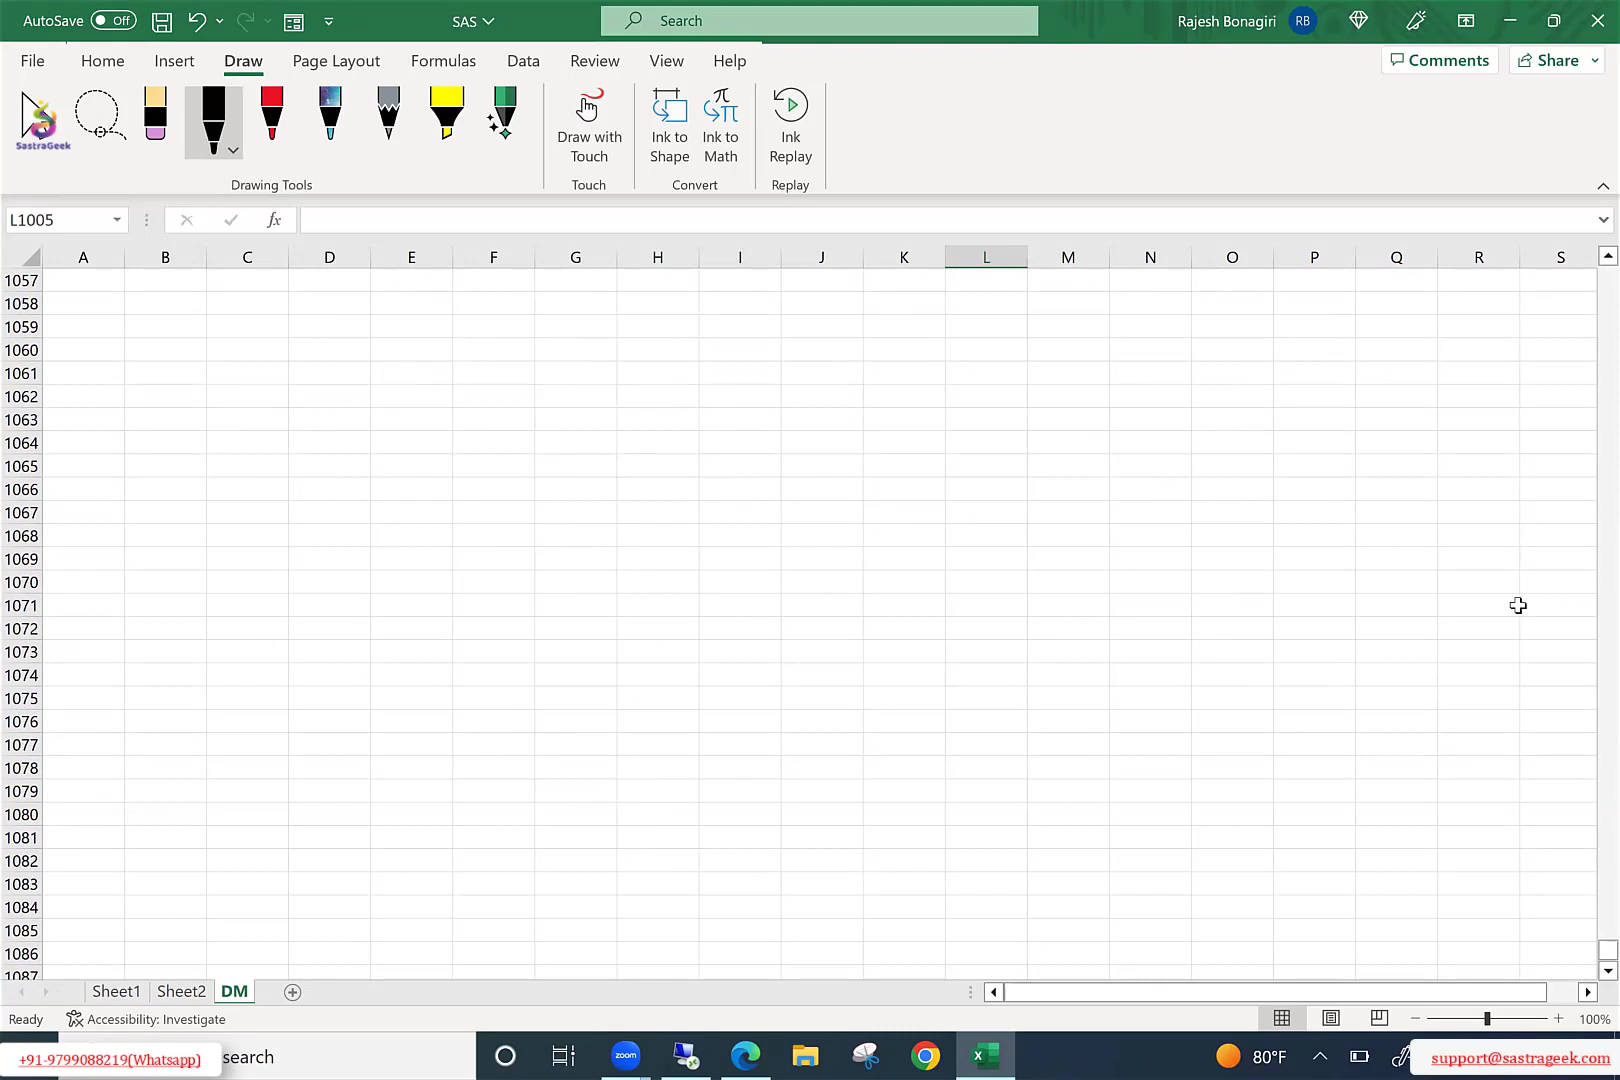 AutoSave Off SAS Search Rajesh Bonagiri RB
File Home Insert Draw Page Layout Formulas Data Review View Help Comments Share
SastraGeek
Draw with Touch
Ink to Shape
Ink to Math
Ink Replay
Drawing Tools Touch Convert Replay
L1005 fx
A B C D E F G H I J K L M N O P Q R S
1057
1058
1059
1060
1061
1062
1063
1064
1065
1066
1067
1068
1069
1070
1071
1072
1073
1074
1075
1076
1077
1078
1079
1080
1081
1082
1083
1084
1085
1086
1087
Sheet1 Sheet2 DM
Ready Accessibility: Investigate 100%
+91-9799088219(Whatsapp) search zoom 80°F support@sastrageek.com